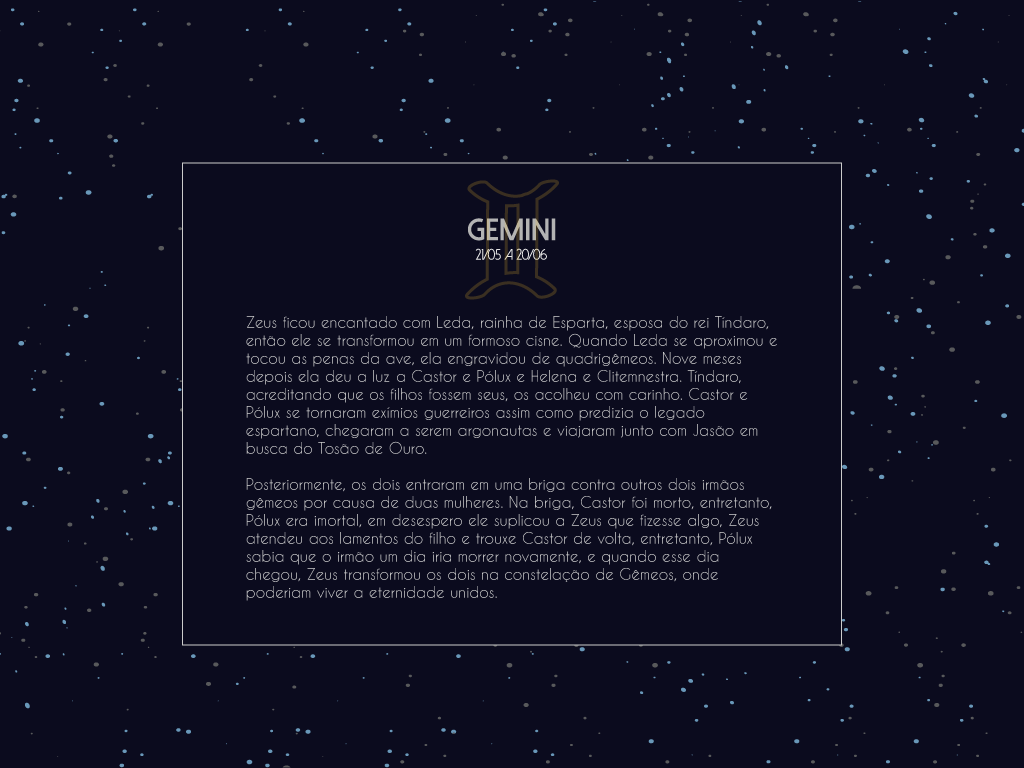 GEMINI
21/05 A 20/06
Zeus ficou encantado com Leda, rainha de Esparta, esposa do rei Tíndaro,
então ele se transformou em um formoso cisne. Quando Leda se aproximou e
tocou as penas da ave, ela engravidou de quadrigêmeos. Nove meses
depois ela deu a luz a Castor e Pólux e Helena e Clitemnestra. Tíndaro,
acreditando que os filhos fossem seus, os acolheu com carinho. Castor e
Pólux se tornaram exímios guerreiros assim como predizia o legado
espartano, chegaram a serem argonautas e viajaram junto com Jasão em
busca do Tosão de Ouro.
Posteriormente, os dois entraram em uma briga contra outros dois irmãos
gêmeos por causa de duas mulheres. Na briga, Castor foi morto, entretanto,
Pólux era imortal, em desespero ele suplicou a Zeus que fizesse algo, Zeus
atendeu aos lamentos do filho e trouxe Castor de volta, entretanto, Pólux
sabia que o irmão um dia iria morrer novamente, e quando esse dia
chegou, Zeus transformou os dois na constelação de Gêmeos, onde
poderiam viver a eternidade unidos.